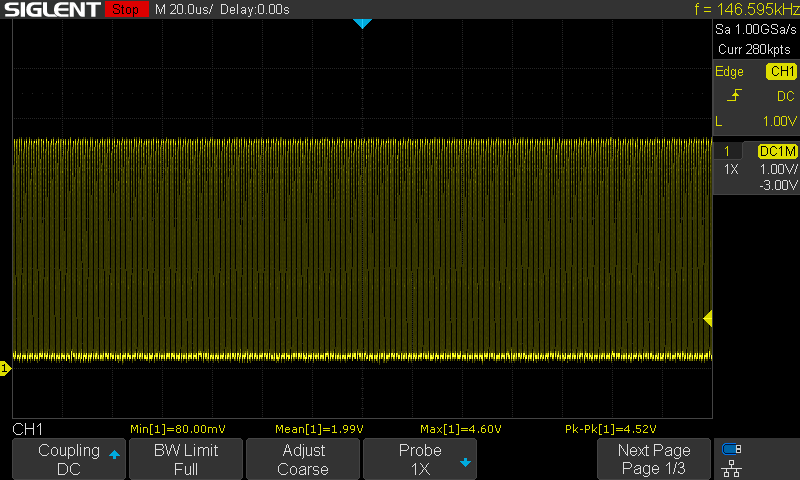 SIGLENT Stop M 20.0us/ Delay:0.00s f = 146.595kHz
Sa 1.00GSa/s
Curr 280kpts
Edge CH1
DC
L 1.00V
1 DC1M
1X 1.00V/
-3.00V
1
CH1 Min[1]=80.00mV Mean[1]=1.99V Max[1]=4.60V Pk-Pk[1]=4.52V
Coupling
DC
BW Limit
Full
Adjust
Coarse
Probe
1X
Next Page
Page 1/3